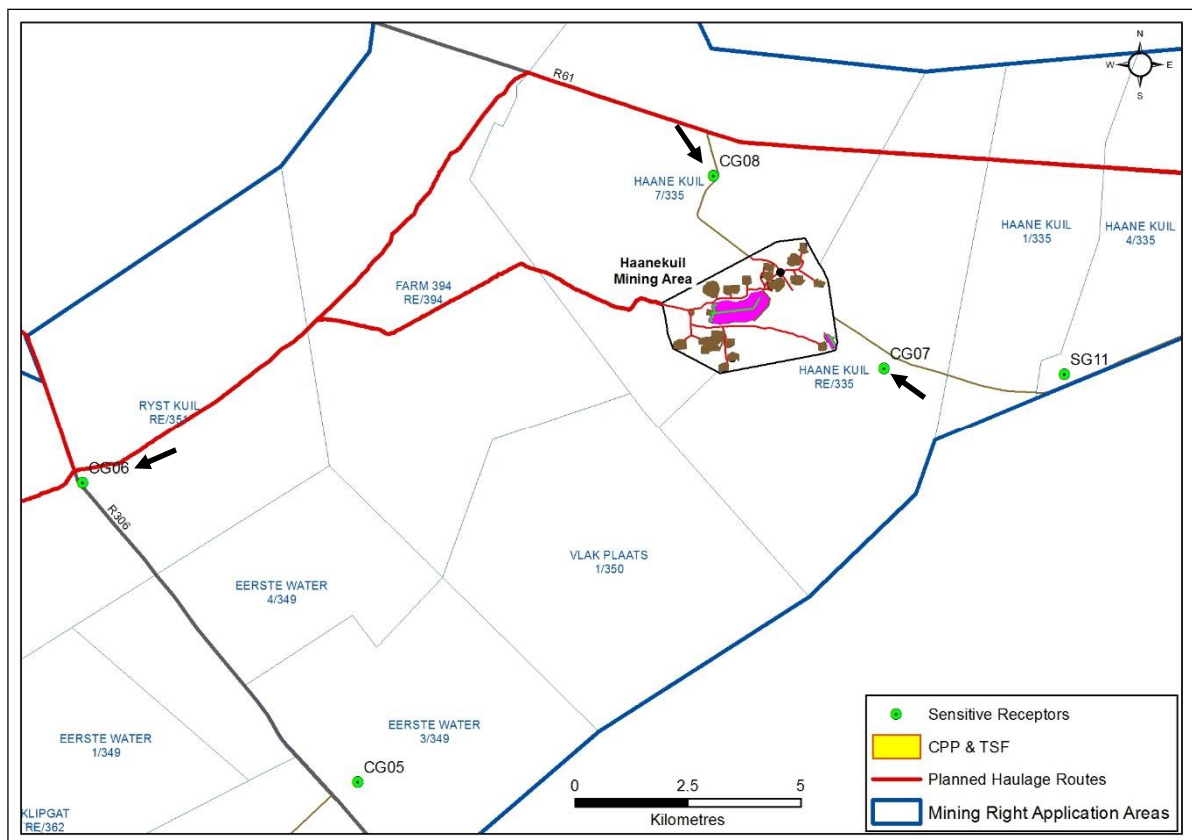 N
W E
S
R61
CG08
HAANE KUIL
7/335
HAANE KUIL
1/335
HAANE KUIL
4/335
Haanekuil
Mining Area
FARM 394
RE/394
CG07
SG11
HAANE KUIL
RE/335
RYST KUIL
RE/351
CG06
R306
VLAK PLAATS
1/350
EERSTE WATER
4/349
EERSTE WATER
1/349
EERSTE WATER
3/349
CG05
KLIPGAT
RE/362
0 2.5 5
Kilometres
Sensitive Receptors
CPP & TSF
Planned Haulage Routes
Mining Right Application Areas